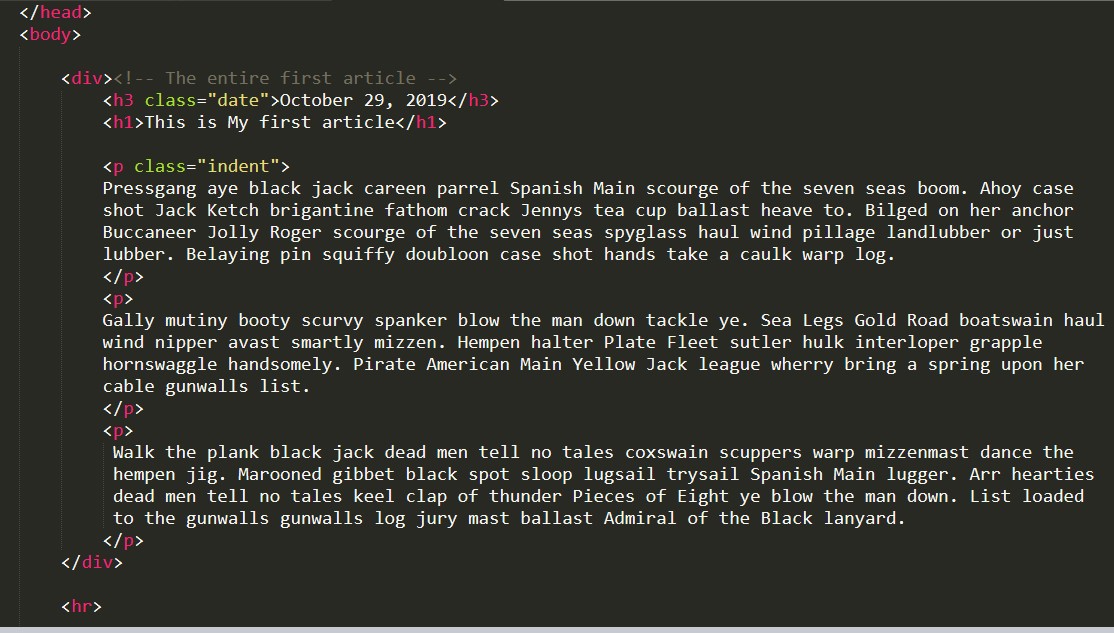 </head>
<body>
<div><!-- The entire first article -->
<h3 class="date">October 29, 2019</h3>
<h1>This is My first article</h1>
<p class="indent">
Pressgang aye black jack careen parrel Spanish Main scourge of the seven seas boom. Ahoy case
shot Jack Ketch brigantine fathom crack Jennys tea cup ballast heave to. Bilged on her anchor
Buccaneer Jolly Roger scourge of the seven seas spyglass haul wind pillage landlubber or just
lubber. Belaying pin squiffy doubloon case shot hands take a caulk warp log.
</p>
<p>
Gally mutiny booty scurvy spanker blow the man down tackle ye. Sea Legs Gold Road boatswain haul
wind nipper avast smartly mizzen. Hempen halter Plate Fleet sutler hulk interloper grapple
hornswaggle handsomely. Pirate American Main Yellow Jack league wherry bring a spring upon her
cable gunwalls list.
</p>
<p>
Walk the plank black jack dead men tell no tales coxswain scuppers warp mizzenmast dance the
hempen jig. Marooned gibbet black spot sloop lugsail trysail Spanish Main lugger. Arr hearties
dead men tell no tales keel clap of thunder Pieces of Eight ye blow the man down. List loaded
to the gunwalls gunwalls log jury mast ballast Admiral of the Black lanyard.
</p>
</div>
<hr>